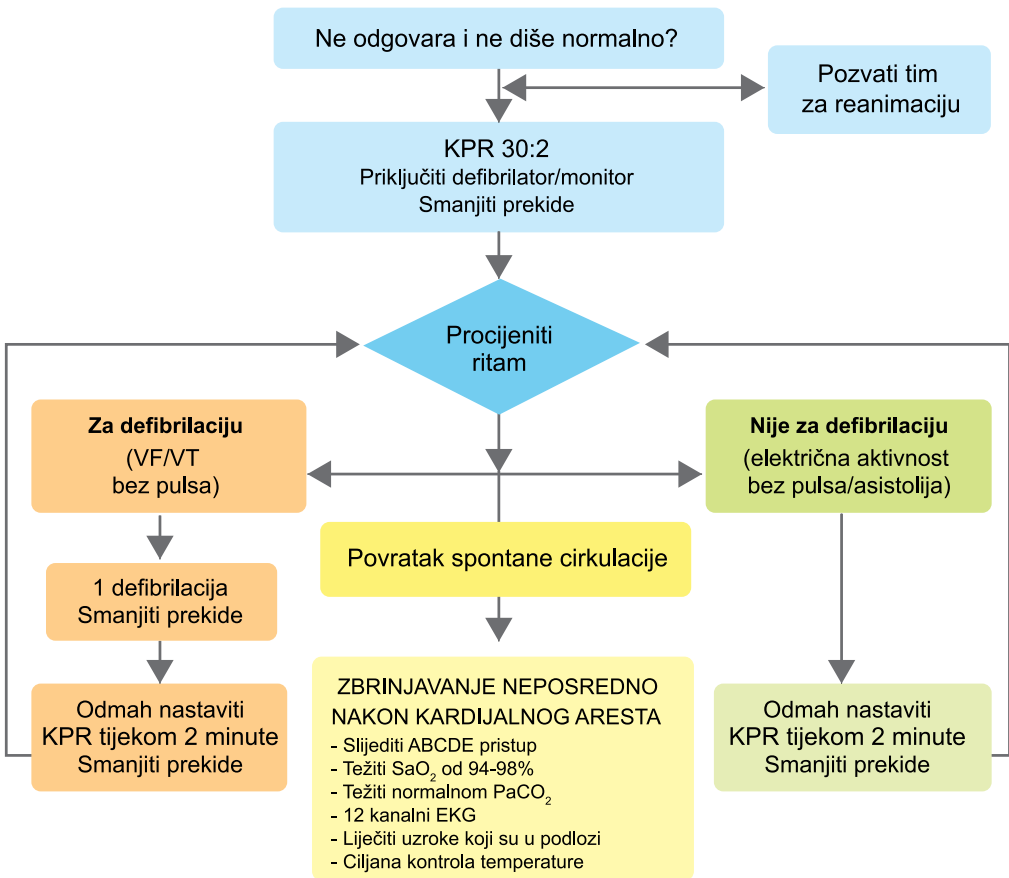 Ne odgovara i ne diše normalno?
Pozvati tim
za reanimaciju
KPR 30:2
Priključiti defibrilator/monitor
Smanjiti prekide
Procijeniti
ritam
Za defibrilaciju
(VF/VT
bez pulsa)
Nije za defibrilaciju
(električna aktivnost
bez pulsa/asistolija)
1 defibrilacija
Smanjiti prekide
Odmah nastaviti
KPR tijekom 2 minute
Smanjiti prekide
Povratak spontane cirkulacije
ZBRINJAVANJE NEPOSREDNO
NAKON KARDIJALNOG ARESTA
- Slijediti ABCDE pristup
- Težiti SaO₂ od 94-98%
- Težiti normalnom PaCO₂
- 12 kanalni EKG
- Liječiti uzroke koji su u podlozi
- Ciljana kontrola temperature
Odmah nastaviti
KPR tijekom 2 minute
Smanjiti prekide